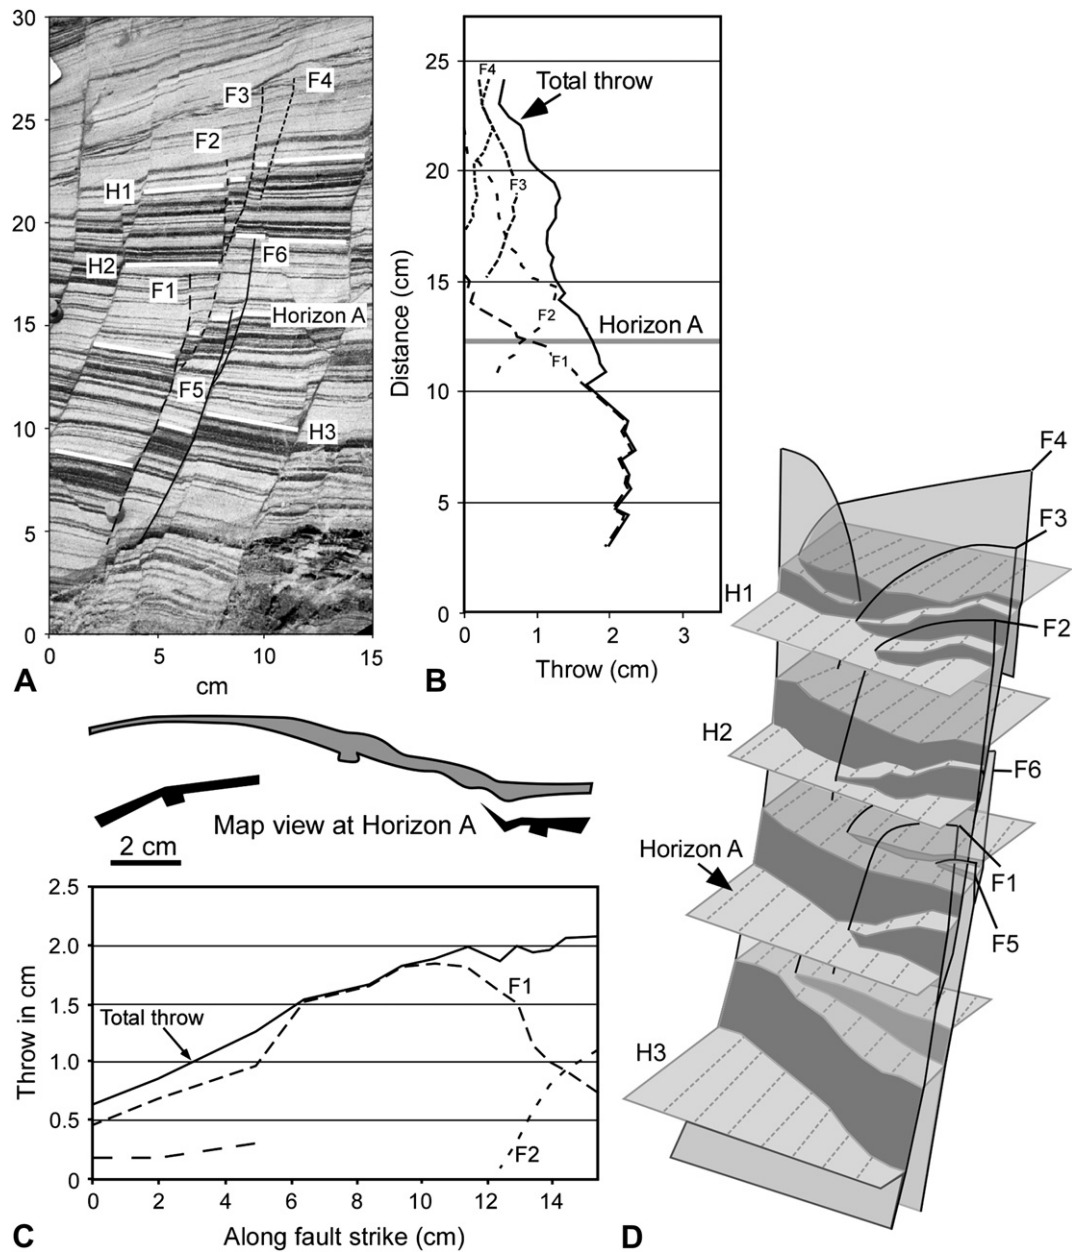 30
25
20
15
10
5
0
0
5
10
15
cm
A
F4
F3
F2
H1
F6
H2
F1
Horizon A
F5
H3
25
20
15
10
5
0
0
1
2
3
Distance (cm)
Throw (cm)
B
F4
Total throw
F3
F2
Horizon A
F1
Map view at Horizon A
2 cm
2.5
2.0
1.5
1.0
0.5
0
0
2
4
6
8
10
12
14
Throw in cm
Along fault strike (cm)
C
Total throw
F1
F2
F4
F3
H1
F2
H2
F6
Horizon A
F1
F5
H3
D